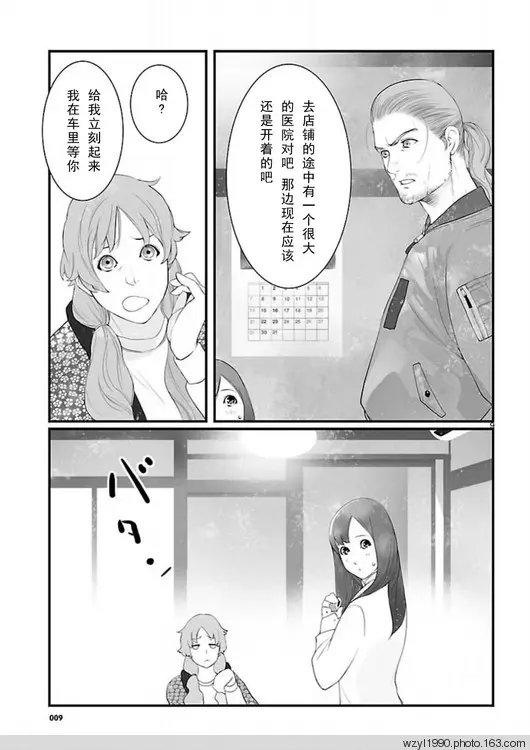 去店铺的途中有一个很大
的医院对吧 那边现在应该
还是开着的吧
哈?
给我立刻起来
我在车里等你
バタ.
009
wzyl1990.photo.163.com